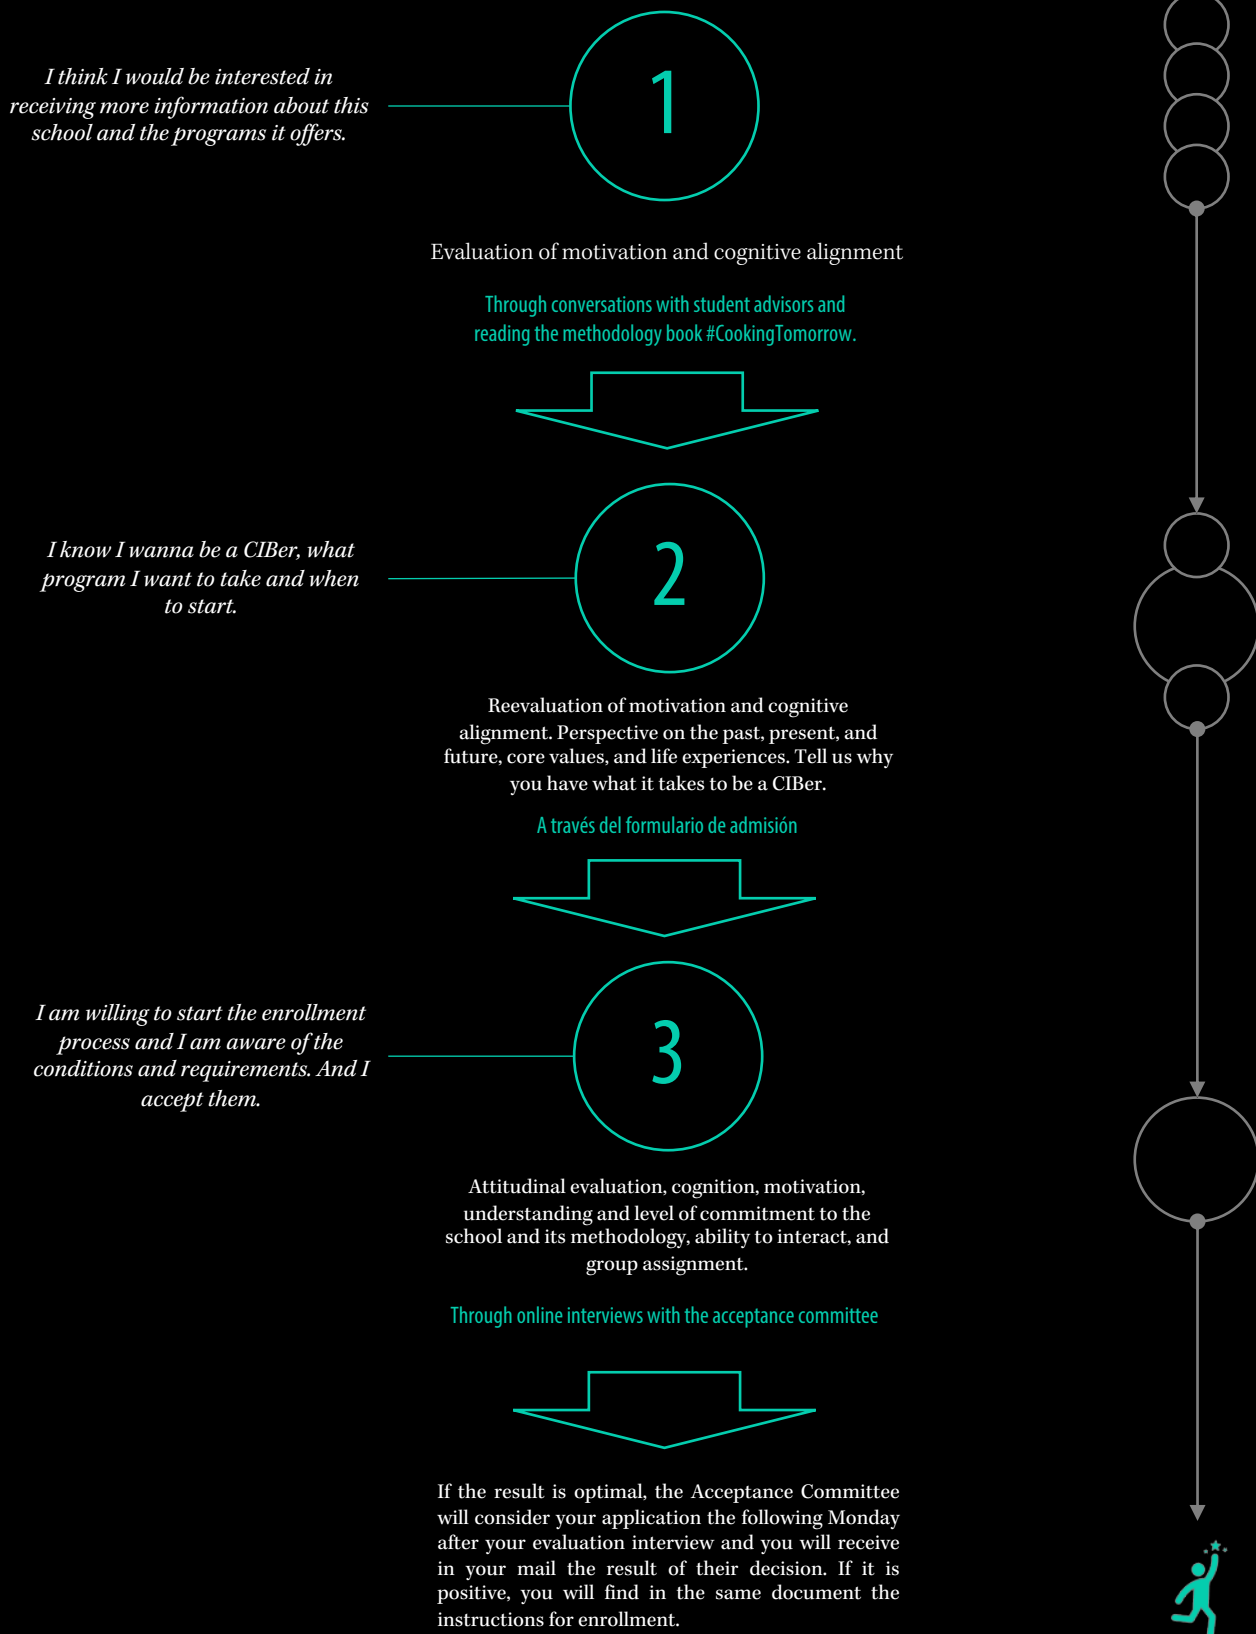 I think I would be interested in
receiving more information about this
school and the programs it offers.
1
Evaluation of motivation and cognitive alignment
Through conversations with student advisors and
reading the methodology book #CookingTomorrow.
I know I wanna be a CIBer, what
program I want to take and when
to start.
2
Reevaluation of motivation and cognitive
alignment. Perspective on the past, present, and
future, core values, and life experiences. Tell us why
you have what it takes to be a CIBer.
A través del formulario de admisión
I am willing to start the enrollment
process and I am aware of the
conditions and requirements. And I
accept them.
3
Attitudinal evaluation, cognition, motivation,
understanding and level of commitment to the
school and its methodology, ability to interact, and
group assignment.
Through online interviews with the acceptance committee
If the result is optimal, the Acceptance Committee
will consider your application the following Monday
after your evaluation interview and you will receive
in your mail the result of their decision. If it is
positive, you will find in the same document the
instructions for enrollment.